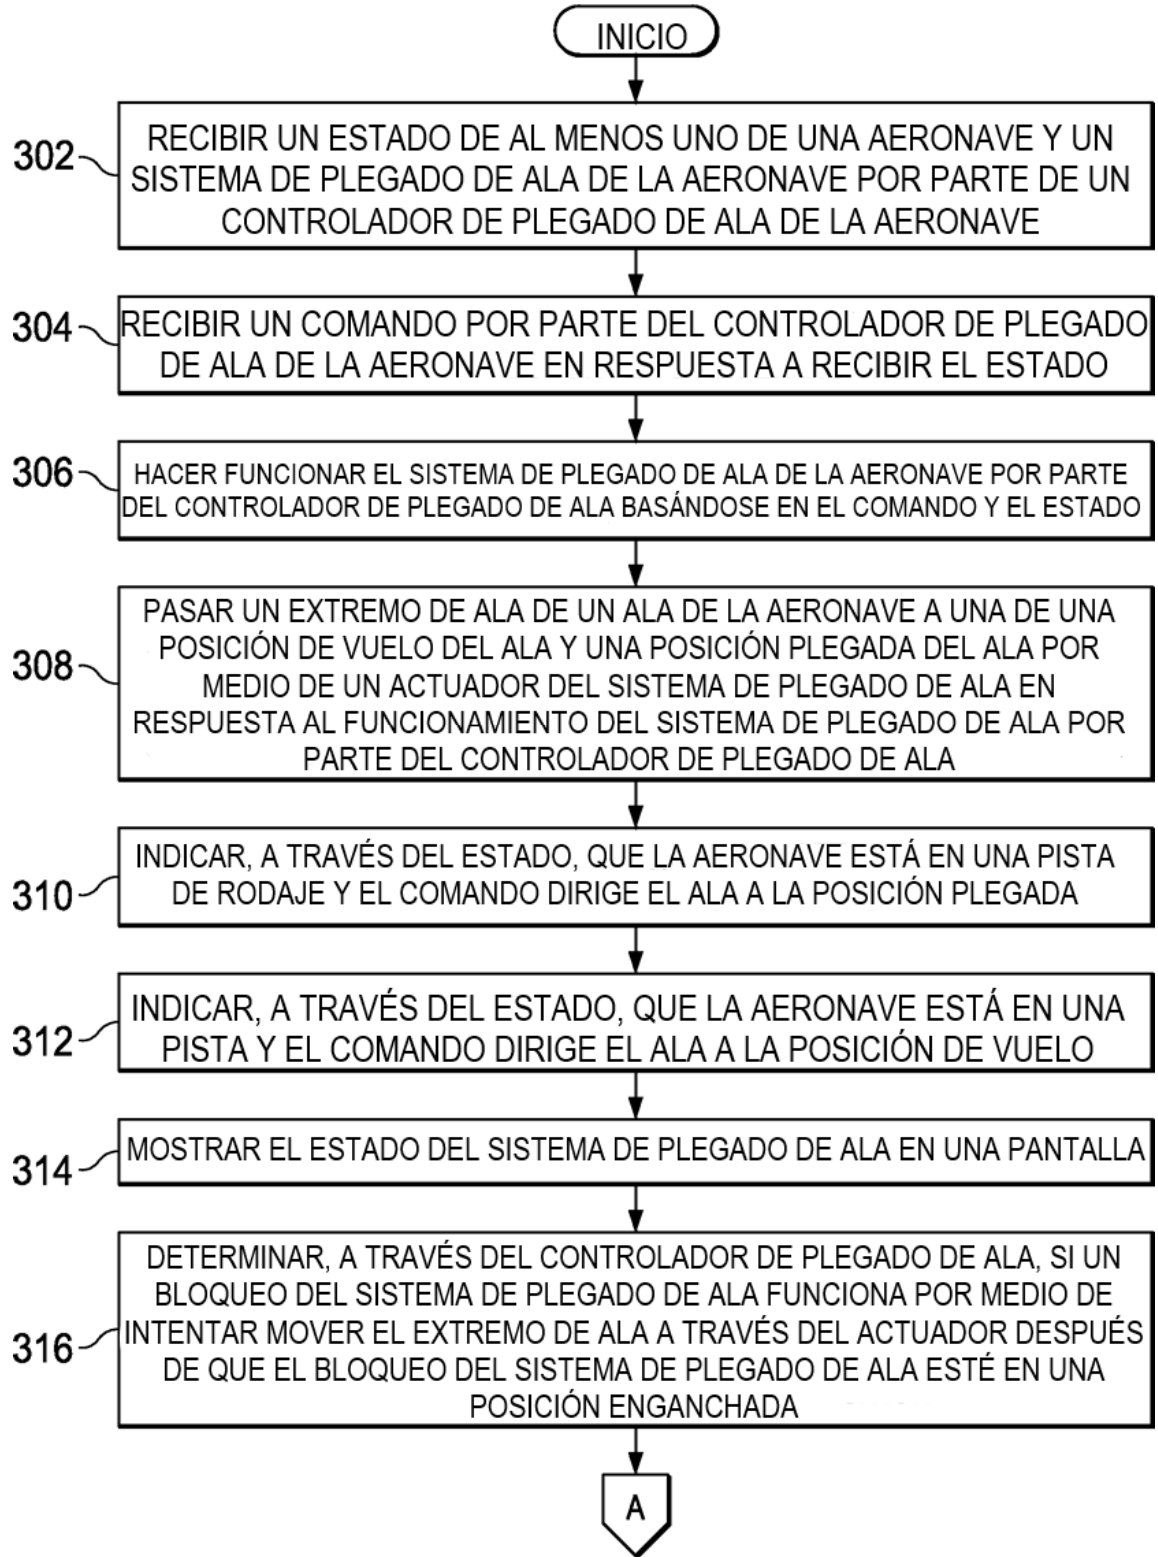 INICIO
302
RECIBIR UN ESTADO DE AL MENOS UNO DE UNA AERONAVE Y UN
SISTEMA DE PLEGADO DE ALA DE LA AERONAVE POR PARTE DE UN
CONTROLADOR DE PLEGADO DE ALA DE LA AERONAVE
304
RECIBIR UN COMANDO POR PARTE DEL CONTROLADOR DE PLEGADO
DE ALA DE LA AERONAVE EN RESPUESTA A RECIBIR EL ESTADO
306
HACER FUNCIONAR EL SISTEMA DE PLEGADO DE ALA DE LA AERONAVE POR PARTE
DEL CONTROLADOR DE PLEGADO DE ALA BASÁNDOSE EN EL COMANDO Y EL ESTADO
308
PASAR UN EXTREMO DE ALA DE UN ALA DE LA AERONAVE A UNA DE UNA
POSICIÓN DE VUELO DEL ALA Y UNA POSICIÓN PLEGADA DEL ALA POR
MEDIO DE UN ACTUADOR DEL SISTEMA DE PLEGADO DE ALA EN
RESPUESTA AL FUNCIONAMIENTO DEL SISTEMA DE PLEGADO DE ALA POR
PARTE DEL CONTROLADOR DE PLEGADO DE ALA
310
INDICAR, A TRAVÉS DEL ESTADO, QUE LA AERONAVE ESTÁ EN UNA PISTA
DE RODAJE Y EL COMANDO DIRIGE EL ALA A LA POSICIÓN PLEGADA
312
INDICAR, A TRAVÉS DEL ESTADO, QUE LA AERONAVE ESTÁ EN UNA
PISTA Y EL COMANDO DIRIGE EL ALA A LA POSICIÓN DE VUELO
314
MOSTRAR EL ESTADO DEL SISTEMA DE PLEGADO DE ALA EN UNA PANTALLA
316
DETERMINAR, A TRAVÉS DEL CONTROLADOR DE PLEGADO DE ALA, SI UN
BLOQUEO DEL SISTEMA DE PLEGADO DE ALA FUNCIONA POR MEDIO DE
INTENTAR MOVER EL EXTREMO DE ALA A TRAVÉS DEL ACTUADOR DESPUÉS
DE QUE EL BLOQUEO DEL SISTEMA DE PLEGADO DE ALA ESTÉ EN UNA
POSICIÓN ENGANCHADA
A